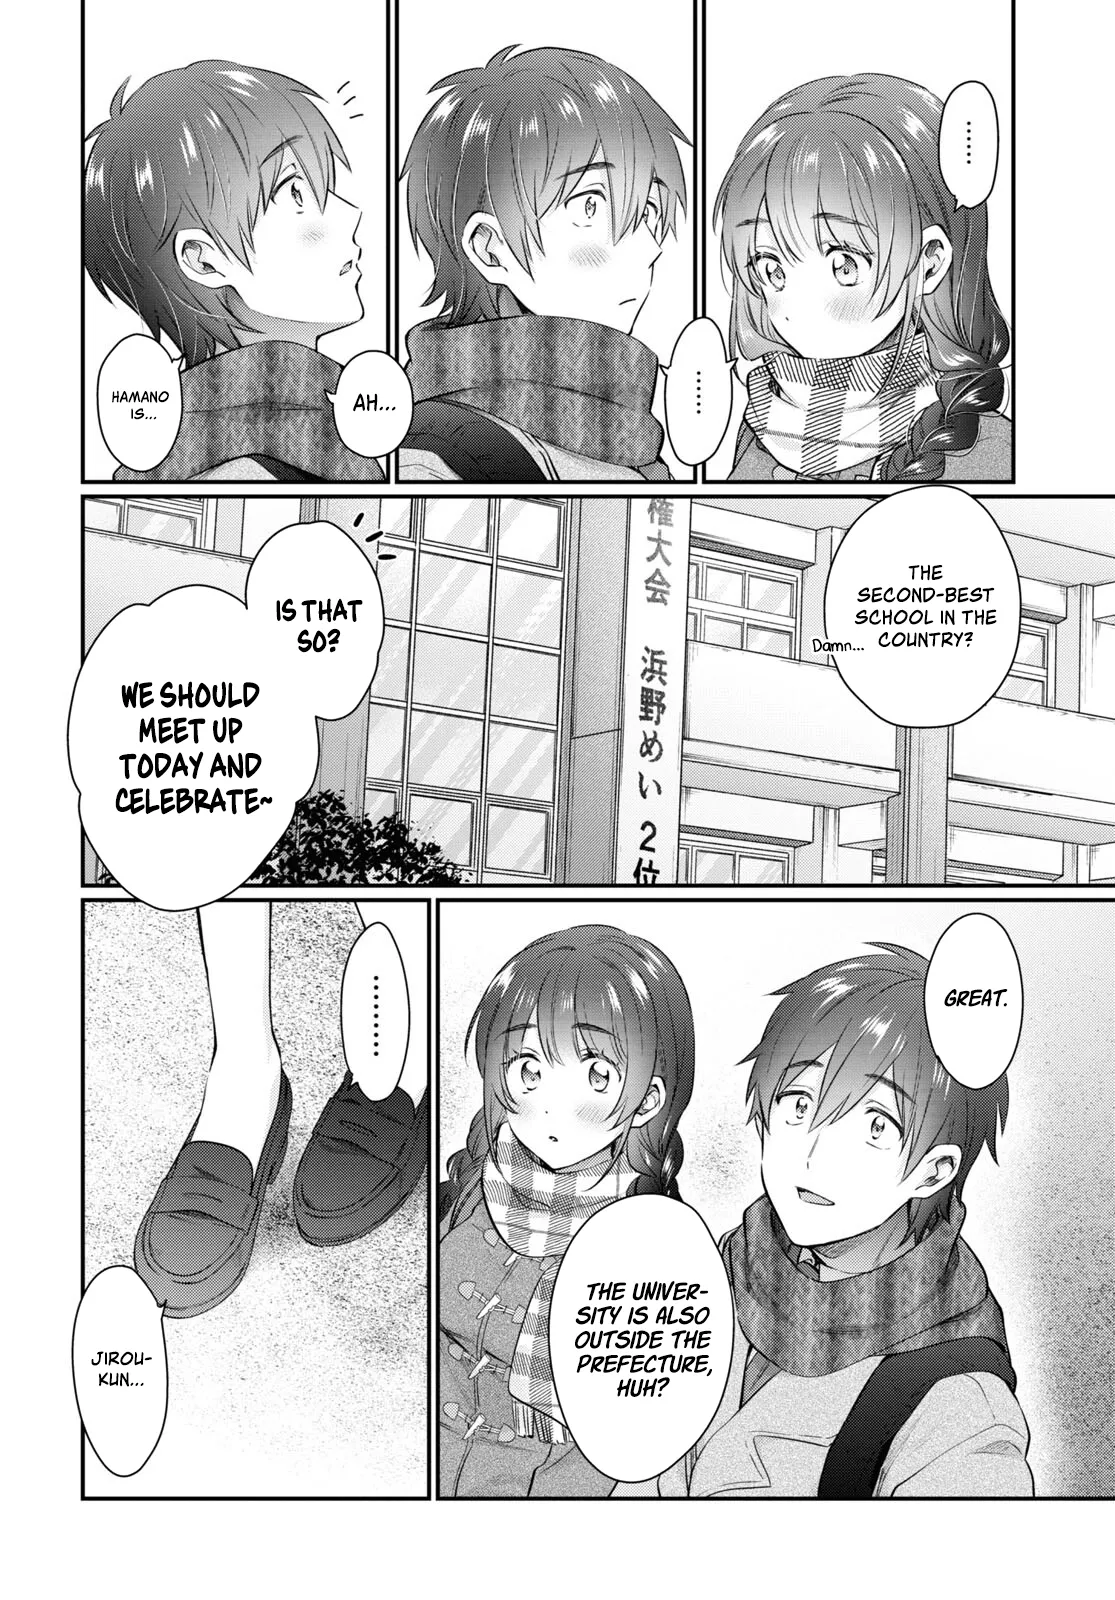 ………
………
AH...
HAMANO
IS...
THE
SECOND-BEST
SCHOOL IN THE
COUNTRY?
Damn...
権大会 浜野めい 2位
IS THAT
SO?
WE SHOULD
MEET UP
TODAY AND
CELEBRATE~
GREAT.
THE UNIVER-
SITY IS ALSO
OUTSIDE THE
PREFECTURE,
HUH?
…………
JIROU-
KUN...